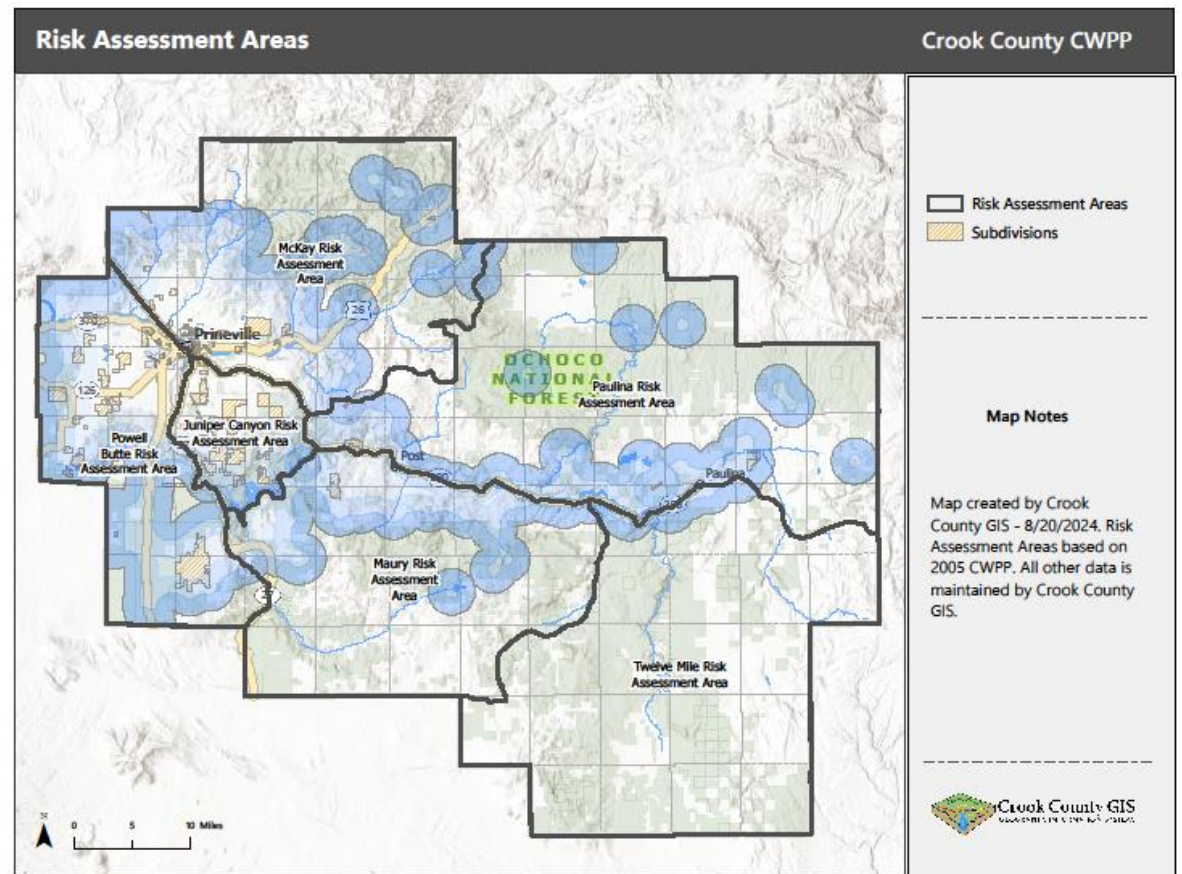 Risk Assessment Areas
Crook County CWPP
McKay Risk
Assessment
Area
26
Prineville
126
OCHOCO
NATIONAL
FOREST
Paulina Risk
Assessment Area
Juniper Canyon Risk
Assessment Area
Powell
Butte Risk
Assessment Area
Post
Paulina
Maury Risk
Assessment
Area
Twelve Mile Risk
Assessment Area
0 5 10 Miles
Risk Assessment Areas
Subdivisions
Map Notes
Map created by Crook
County GIS - 8/20/2024. Risk
Assessment Areas based on
2005 CWPP. All other data is
maintained by Crook County
GIS.
Crook County GIS